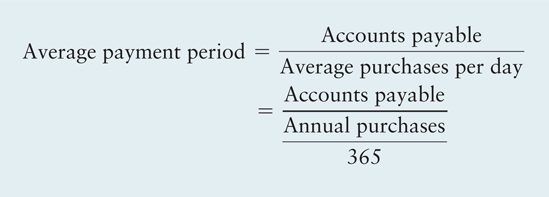 Average payment period = Accounts payable
Average purchases per day
= Accounts payable
Annual purchases
365